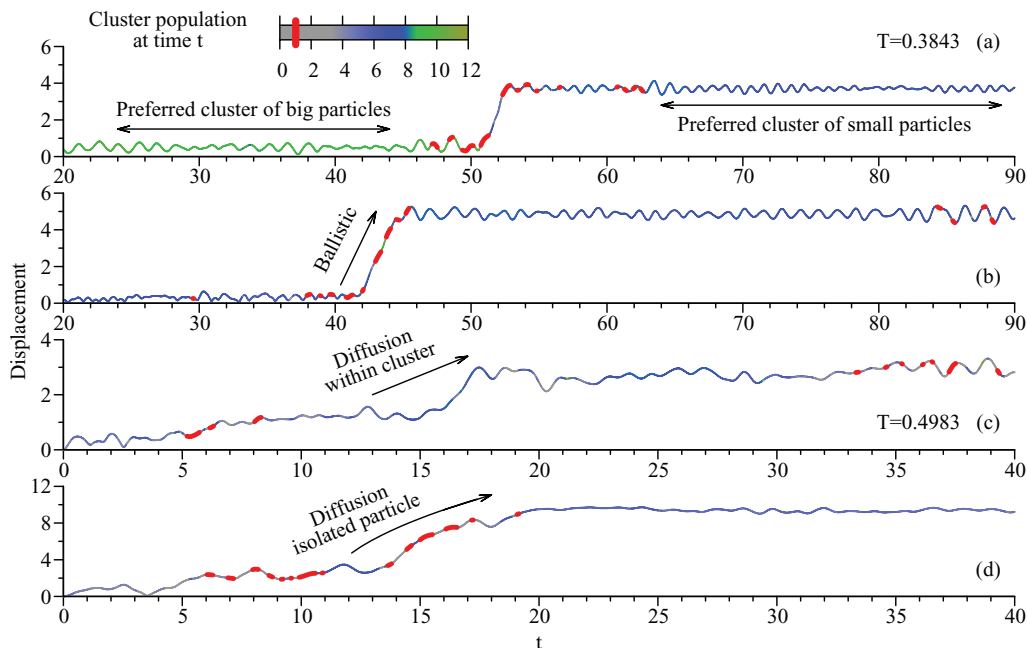 Cluster population
at time t
0 2 4 6 8 10 12
T=0.3843 (a)
6
4
2
0
Preferred cluster of big particles
Preferred cluster of small particles
20 30 40 50 60 70 80 90
6
4
2
0
Ballistic
(b)
20 30 40 50 60 70 80 90
Displacement
4
2
0
Diffusion
within cluster
T=0.4983 (c)
0 5 10 15 20 25 30 35 40
12
8
4
0
Diffusion
isolated particle
(d)
0 5 10 15 20 25 30 35 40
t